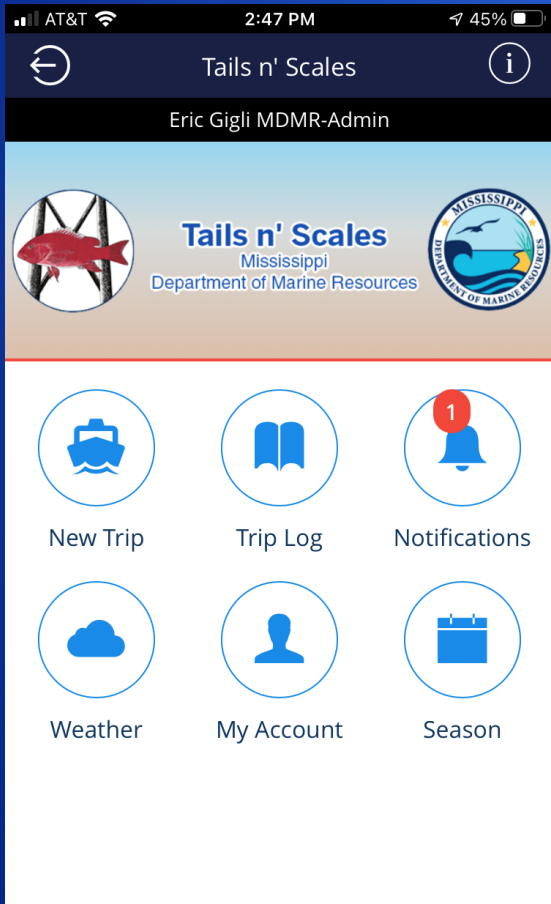 AT&T 2:47 PM 45%
Tails n' Scales i
Eric Gigli MDMR-Admin
Tails n' Scales
Mississippi
Department of Marine Resources
MISSISSIPPI
DEPARTMENT OF MARINE RESOURCES
1
New Trip Trip Log Notifications
Weather My Account Season